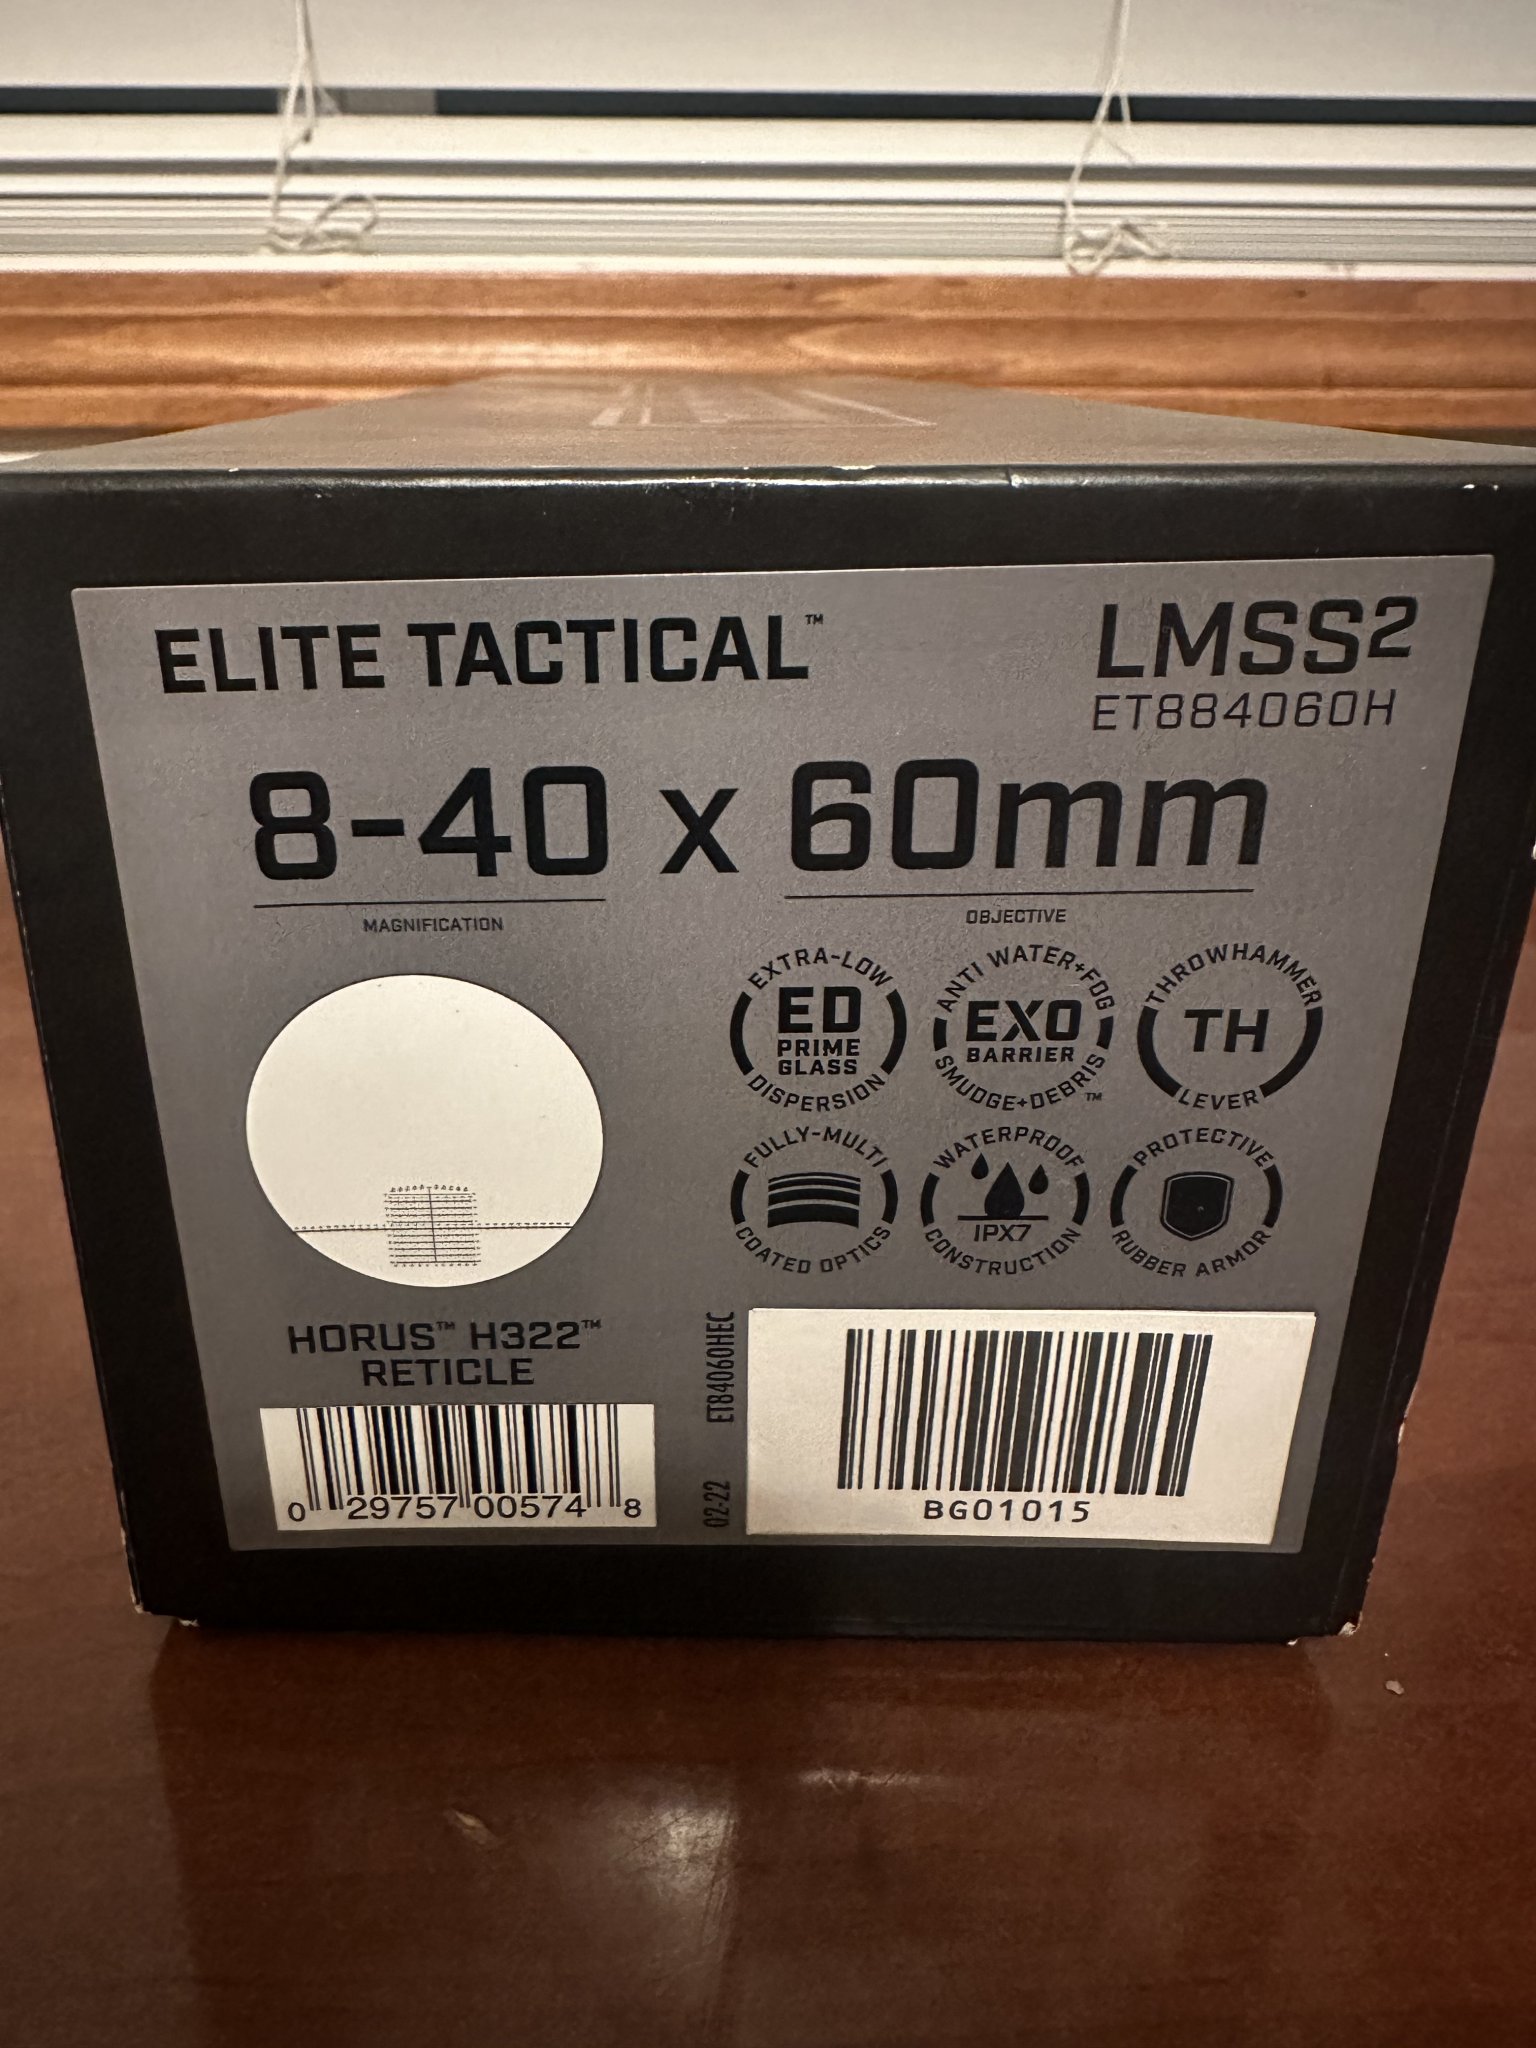 ELITE TACTICAL™
LMSS2
ET884060H
8-40 x 60mm
MAGNIFICATION
OBJECTIVE
EXTRA-LOW
ED
PRIME
GLASS
DISPERSION
ANTI WATER+FOG
EXO
BARRIER
SMUDGE+DEBRIS™
THROWHAMMER
TH
LEVER
FULLY-MULTI
COATED OPTICS
WATERPROOF
IPX7
CONSTRUCTION
PROTECTIVE
RUBBER ARMOR
HORUS™ H322™
RETICLE
0 29757 00574 8
02-22 ET84060HEC
BG01015